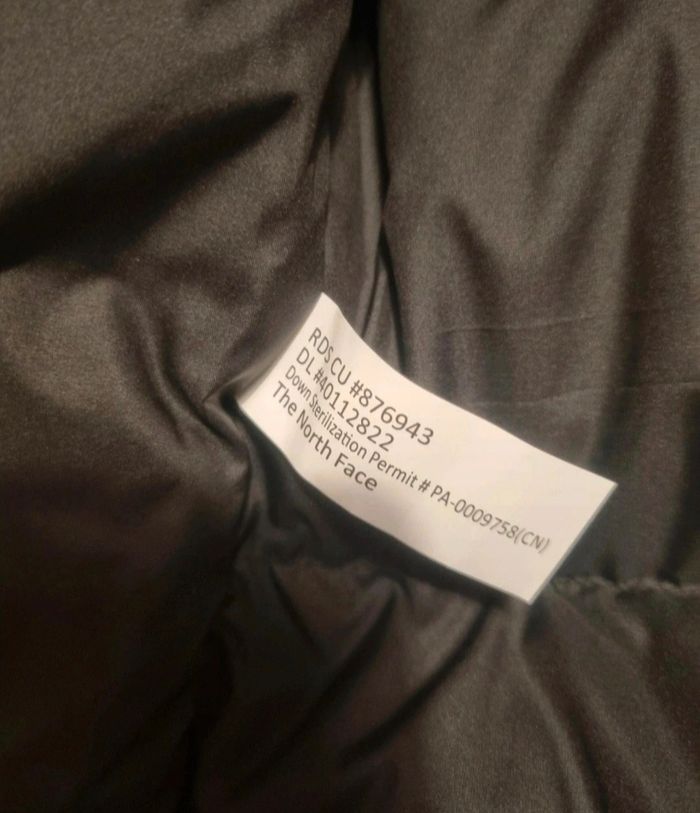 RDS CU #876943
DL #40112822
Down Sterilization Permit # PA-0009758(CN)
The North Face